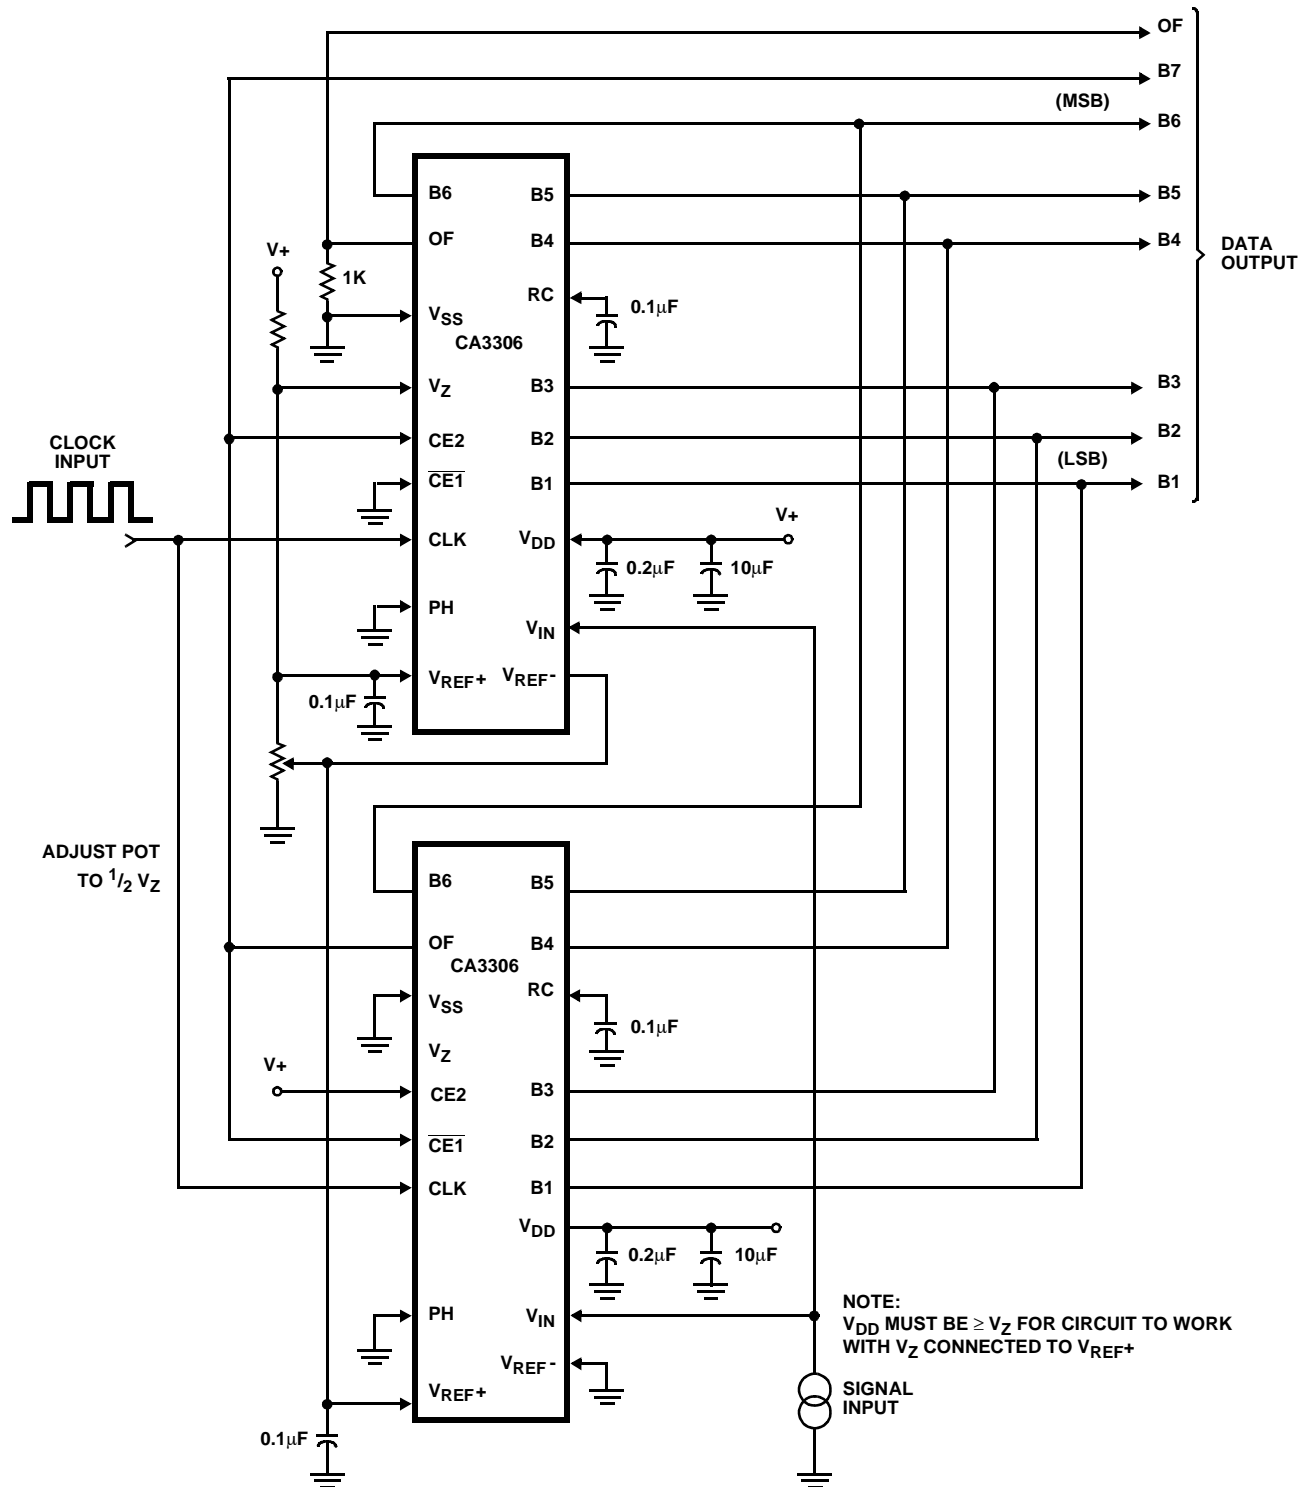 OF
B7
(MSB)
B6
B6 B5
B5
OF B4
B4
DATA
OUTPUT
V+
1K
RC
0.1μF
VSS
CA3306
VZ B3
B3
CE2 B2
B2
CLOCK
INPUT
(LSB)
CE1 B1
B1
V+
CLK VDD
0.2μF 10μF
PH
VIN
VREF+ VREF-
0.1μF
ADJUST POT
TO 1/2 VZ
B6 B5
OF B4
CA3306
RC
VSS
0.1μF
VZ
V+
CE2 B3
CE1 B2
CLK B1
VDD
0.2μF 10μF
PH VIN
NOTE:
VDD MUST BE ≥ VZ FOR CIRCUIT TO WORK
WITH VZ CONNECTED TO VREF+
VREF-
VREF+
SIGNAL
INPUT
0.1μF